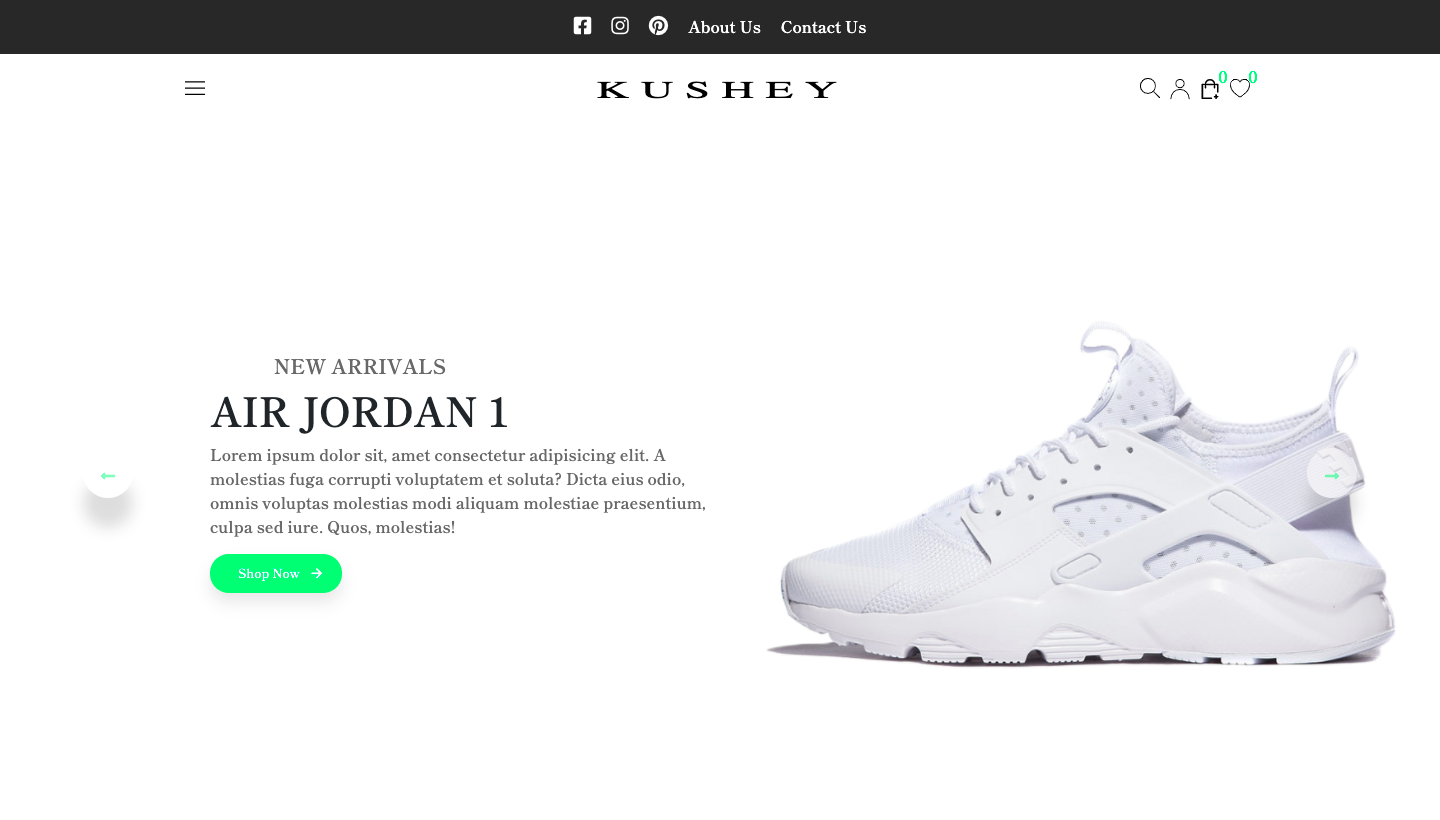 About Us Contact Us
KUSHEY
0 0
NEW ARRIVALS
AIR JORDAN 1
Lorem ipsum dolor sit, amet consectetur adipisicing elit. A
molestias fuga corrupti voluptatem et soluta? Dicta eius odio,
omnis voluptas molestias modi aliquam molestiae praesentium,
culpa sed iure. Quos, molestias!
Shop Now